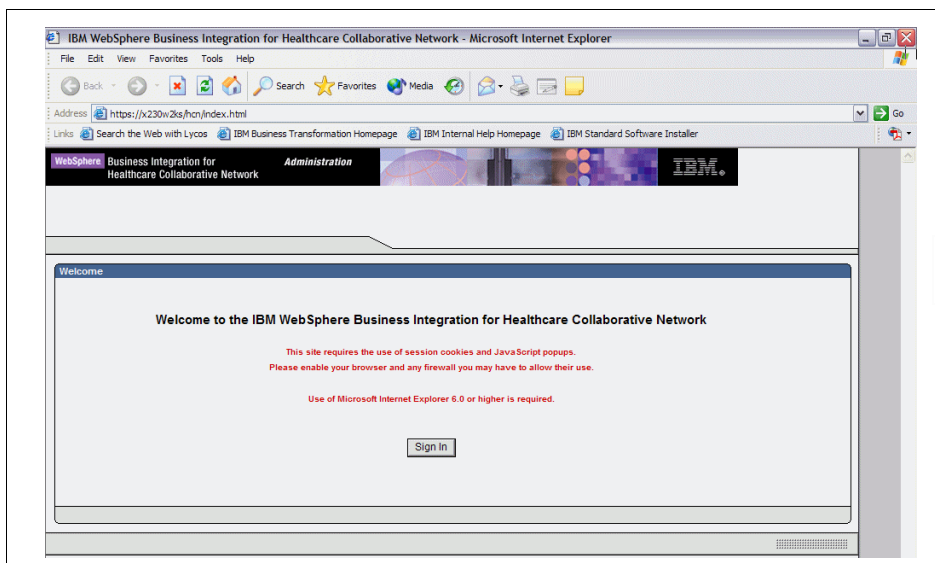 IBM WebSphere Business Integration for Healthcare Collaborative Network - Microsoft Internet Explorer
File Edit View Favorites Tools Help
Back Search Favorites Media
Address https://x230w2ks/hcn/index.html Go
Links Search the Web with Lycos IBM Business Transformation Homepage IBM Internal Help Homepage IBM Standard Software Installer
WebSphere Business Integration for Administration IBM
Healthcare Collaborative Network
Welcome
Welcome to the IBM WebSphere Business Integration for Healthcare Collaborative Network
This site requires the use of session cookies and JavaScript popups.
Please enable your browser and any firewall you may have to allow their use.
Use of Microsoft Internet Explorer 6.0 or higher is required.
Sign In